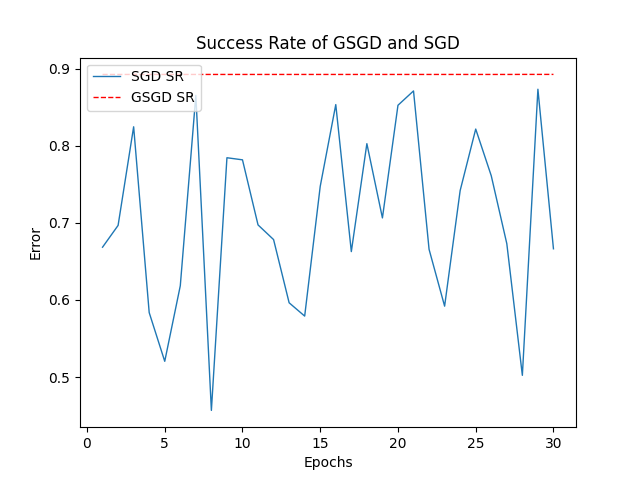 Success Rate of GSGD and SGD
SGD SR
GSGD SR
0.9
0.8
0.7
0.6
0.5
Error
0 5 10 15 20 25 30
Epochs